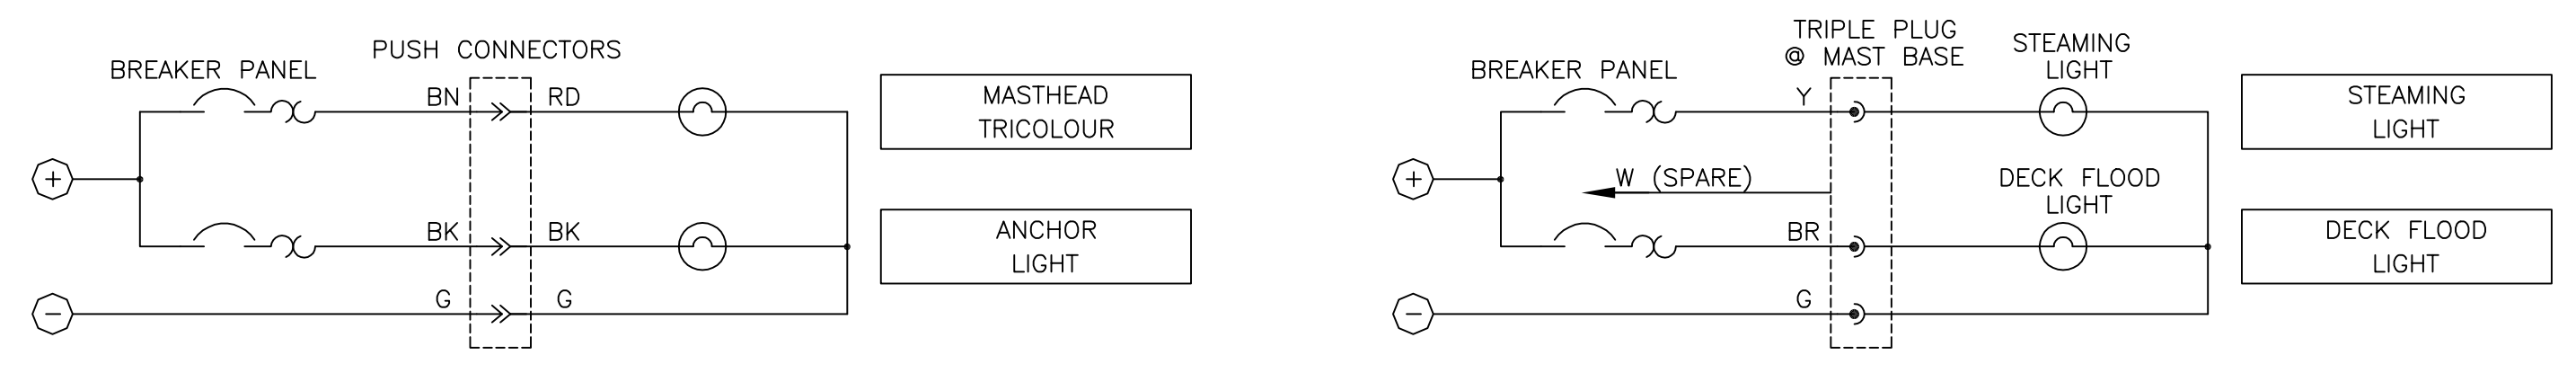 PUSH CONNECTORS
BREAKER PANEL
BN
RD
MASTHEAD
TRICOLOUR
+
BK
BK
ANCHOR
LIGHT
G
G
−
TRIPLE PLUG
@ MAST BASE
STEAMING
LIGHT
BREAKER PANEL
Y
STEAMING
LIGHT
+
W (SPARE)
DECK FLOOD
LIGHT
BR
DECK FLOOD
LIGHT
G
−